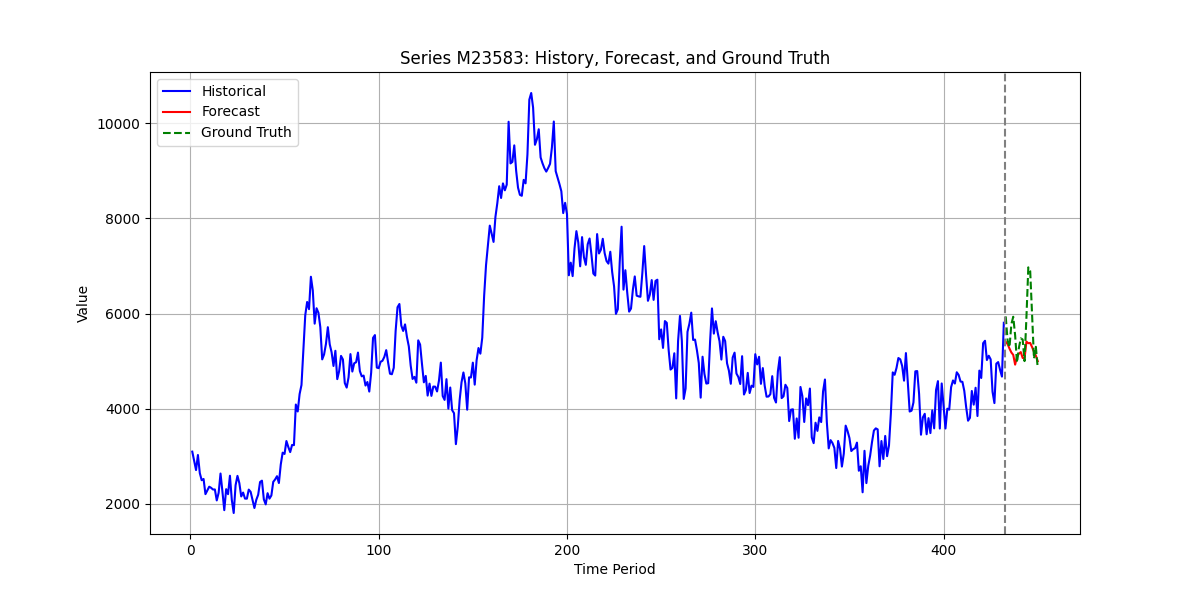 Series M23583: History, Forecast, and Ground Truth
Historical
Forecast
Ground Truth
10000
8000
6000
4000
2000
Value
0 100 200 300 400
Time Period